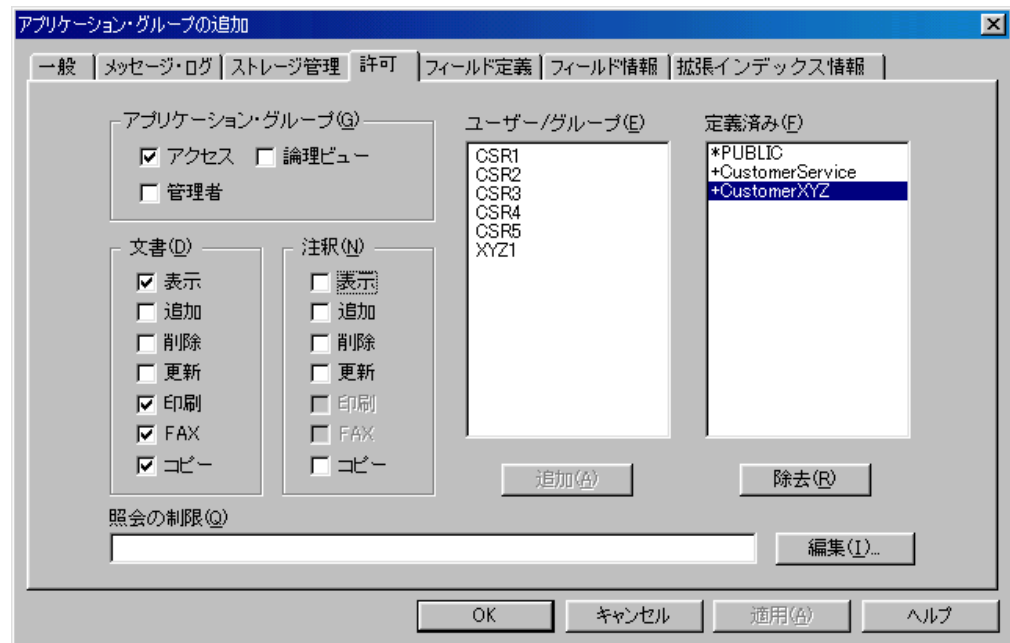 アプリケーション・グループの追加
一般 メッセージ・ログ ストレージ管理 許可 フィールド定義 フィールド情報 拡張インデックス情報
アプリケーション・グループ(G)
アクセス 論理ビュー
管理者
文書(D)
表示
追加
削除
更新
印刷
FAX
コピー
注釈(N)
表示
追加
削除
更新
印刷
FAX
コピー
ユーザー/グループ(E)
CSR1
CSR2
CSR3
CSR4
CSR5
XYZ1
追加(A)
定義済み(F)
*PUBLIC
+CustomerService
+CustomerXYZ
除去(R)
照会の制限(Q)
編集(I)...
OK キャンセル 適用(A) ヘルプ